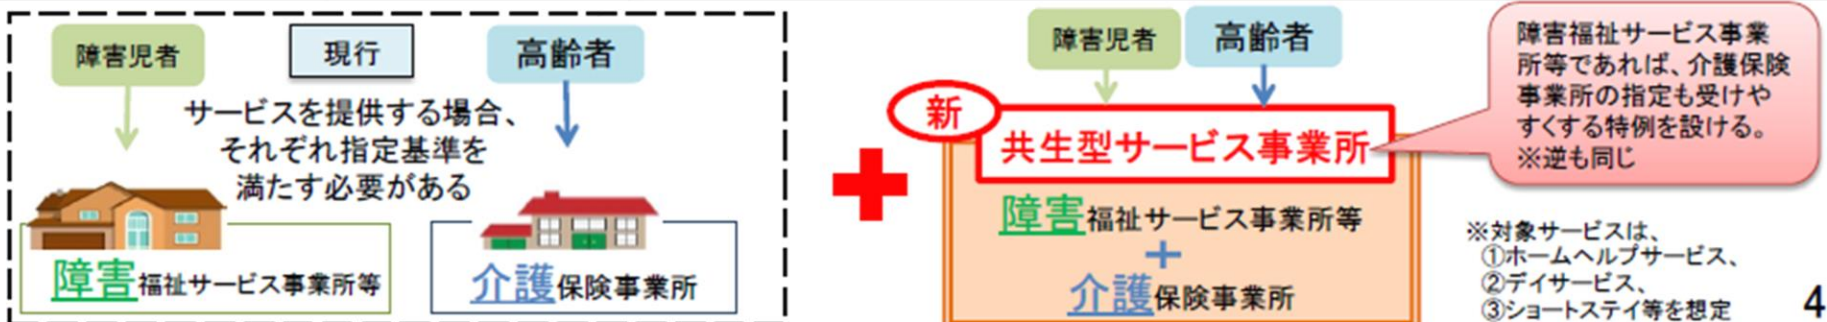 障害児者
現行
高齢者
サービスを提供する場合、
それぞれ指定基準を
満たす必要がある
障害福祉サービス事業所等
介護保険事業所
障害児者
高齢者
新
共生型サービス事業所
障害福祉サービス事業所等
+
介護保険事業所
障害福祉サービス事業
所等であれば、介護保険
事業所の指定も受けや
すくする特例を設ける。
※逆も同じ
※対象サービスは、
①ホームヘルプサービス、
②デイサービス、
③ショートステイ等を想定
4